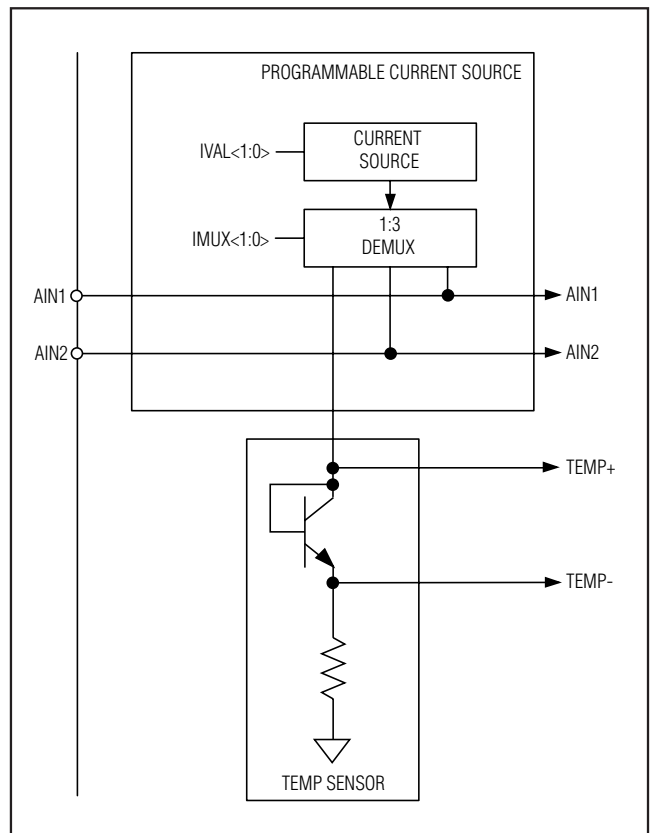 PROGRAMMABLE CURRENT SOURCE
CURRENT
SOURCE
IVAL<1:0>
1:3
DEMUX
IMUX<1:0>
AIN1
AIN1
AIN2
AIN2
TEMP+
TEMP-
TEMP SENSOR